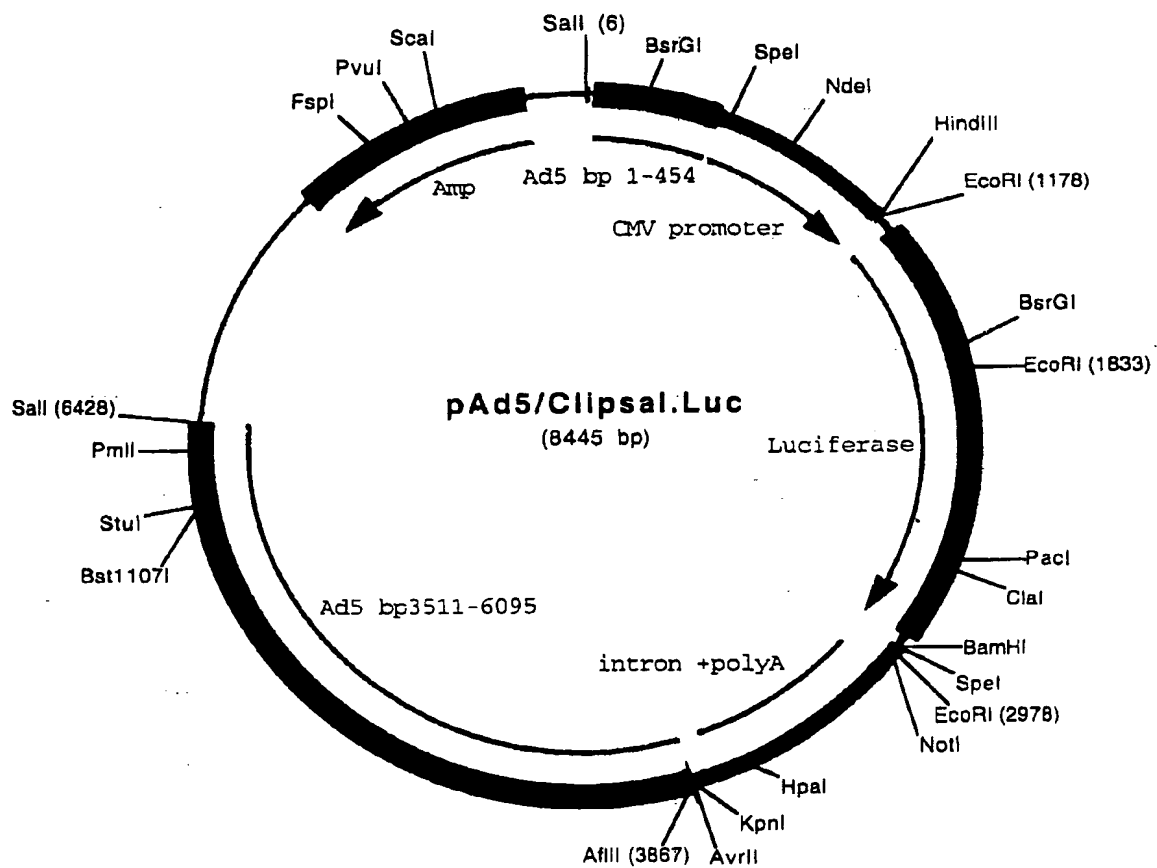 SalI (6)
BsrGI
SpeI
NdeI
HindIII
EcoRI (1178)
BsrGI
EcoRI (1833)
PacI
ClaI
BamHI
SpeI
EcoRI (2978)
NotI
HpaI
KpnI
AvrII
AflII (3867)
Bst1107I
StuI
PmlI
SalI (6428)
FspI
PvuI
ScaI
Amp
Ad5 bp 1-454
CMV promoter
Luciferase
intron +polyA
Ad5 bp3511-6095
pAd5/Clipsal.Luc
(8445 bp)